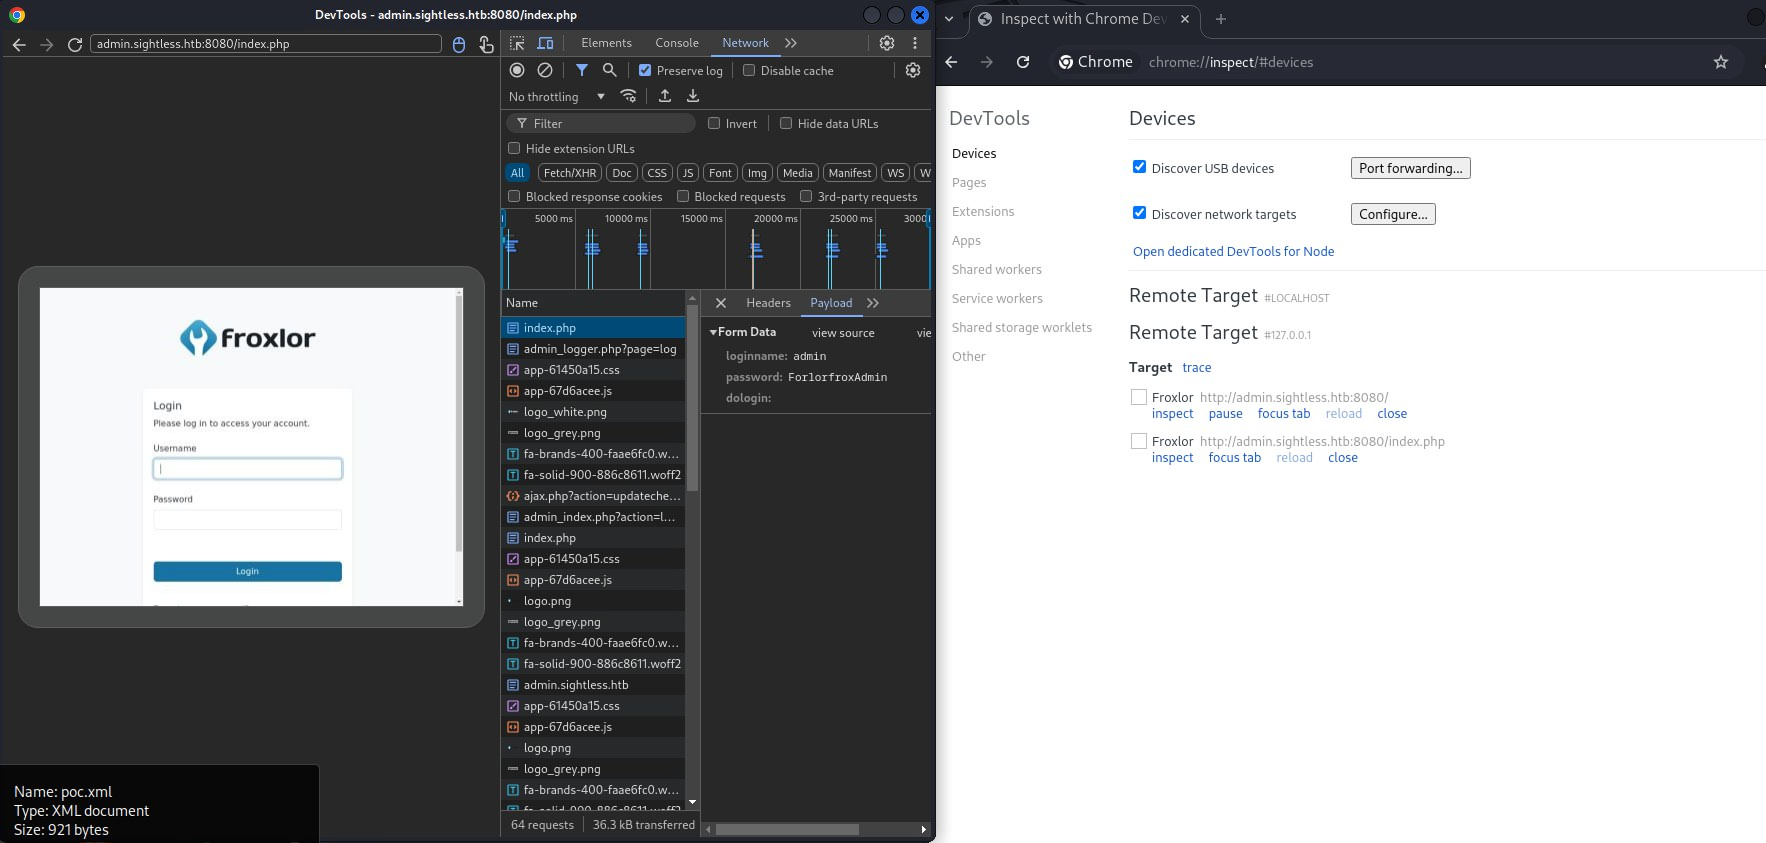 DevTools - admin.sightless.htb:8080/index.php
admin.sightless.htb:8080/index.php
Elements Console Network
Preserve log Disable cache
No throttling
Filter Invert Hide data URLs
Hide extension URLs
All Fetch/XHR Doc CSS JS Font Img Media Manifest WS W
Blocked response cookies Blocked requests 3rd-party requests
5000 ms 10000 ms 15000 ms 20000 ms 25000 ms 3000
froxlor
Login
Please log in to access your account.
Username
Password
Login
Name
index.php
admin_logger.php?page=log
app-61450a15.css
app-67d6acee.js
logo_white.png
logo_grey.png
fa-brands-400-faae6fc0.w...
fa-solid-900-886c8611.woff2
ajax.php?action=updateche...
admin_index.php?action=l...
index.php
app-61450a15.css
app-67d6acee.js
logo.png
logo_grey.png
fa-brands-400-faae6fc0.w...
fa-solid-900-886c8611.woff2
admin.sightless.htb
app-61450a15.css
app-67d6acee.js
logo.png
logo_grey.png
fa-brands-400-faae6fc0.w...
fa-solid-900-886c8611.woff2
64 requests 36.3 kB transferred
Headers Payload
Form Data view source vie
loginname: admin
password: ForlorfroxAdmin
dologin:
Name: poc.xml
Type: XML document
Size: 921 bytes
Inspect with Chrome Dev
Chrome chrome://inspect/#devices
DevTools
Devices
Pages
Extensions
Apps
Shared workers
Service workers
Shared storage worklets
Other
Devices
Discover USB devices Port forwarding...
Discover network targets Configure...
Open dedicated DevTools for Node
Remote Target #LOCALHOST
Remote Target #127.0.0.1
Target trace
Froxlor http://admin.sightless.htb:8080/
inspect pause focus tab reload close
Froxlor http://admin.sightless.htb:8080/index.php
inspect focus tab reload close